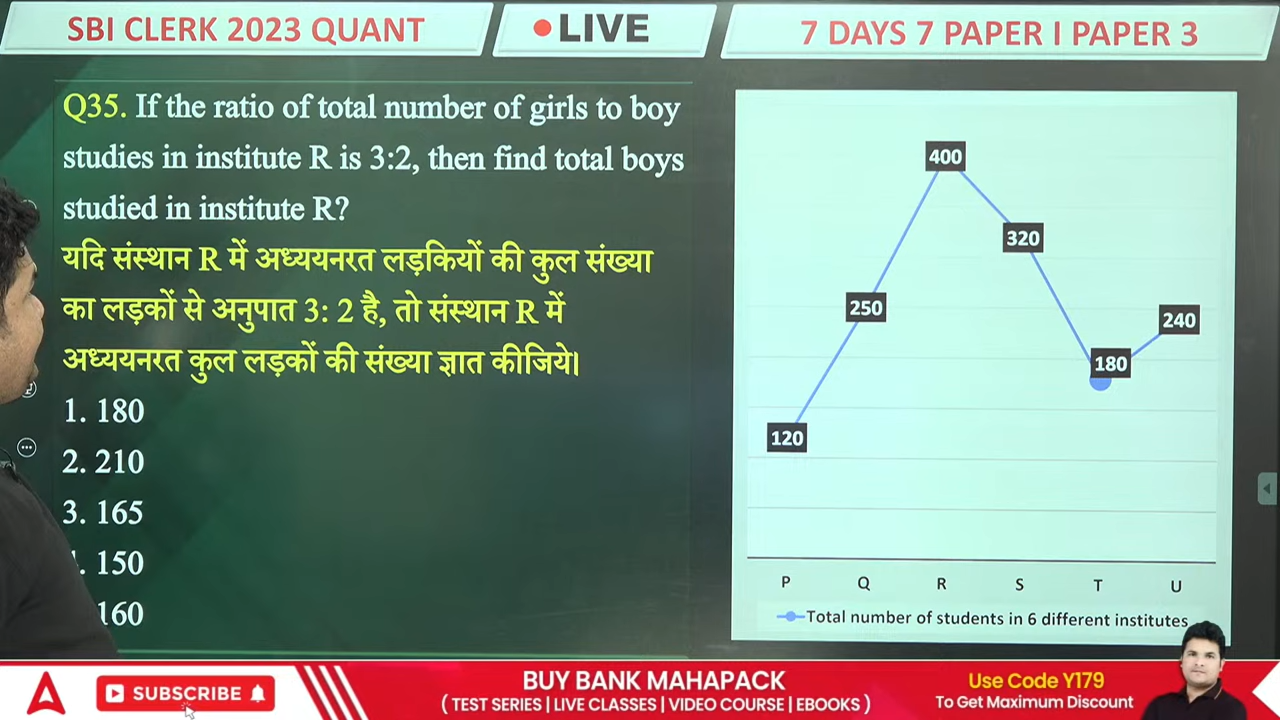 SBI CLERK 2023 QUANT
LIVE
7 DAYS 7 PAPER I PAPER 3
Q35. If the ratio of total number of girls to boy
studies in institute R is 3:2, then find total boys
studied in institute R?
यदि संस्थान R में अध्ययनरत लड़कियों की कुल संख्या
का लड़कों से अनुपात 3: 2 है, तो संस्थान R में
अध्ययनरत कुल लड़कों की संख्या ज्ञात कीजिये।
1. 180
2. 210
3. 165
. 150
160
400
320
250
240
180
120
P Q R S T U
Total number of students in 6 different institutes
SUBSCRIBE
BUY BANK MAHAPACK
( TEST SERIES | LIVE CLASSES | VIDEO COURSE | EBOOKS )
Use Code Y179
To Get Maximum Discount